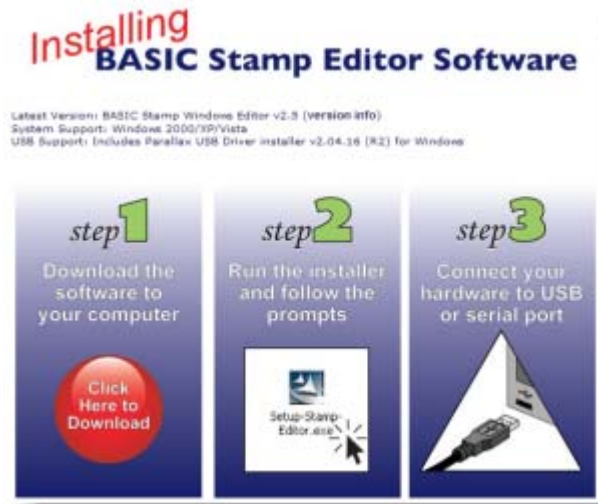 Installing
BASIC Stamp Editor Software
Latest Version: BASIC Stamp Windows Editor v2.5 (version info)
System Support: Windows 2000/XP/Vista
USB Support: Includes Parallax USB Driver installer v2.04.16 (R2) for Windows
step1
Download the
software to
your computer
Click
Here to
Download
step2
Run the installer
and follow the
prompts
Setup-Stamp-
Editor.exe
step3
Connect your
hardware to USB
or serial port